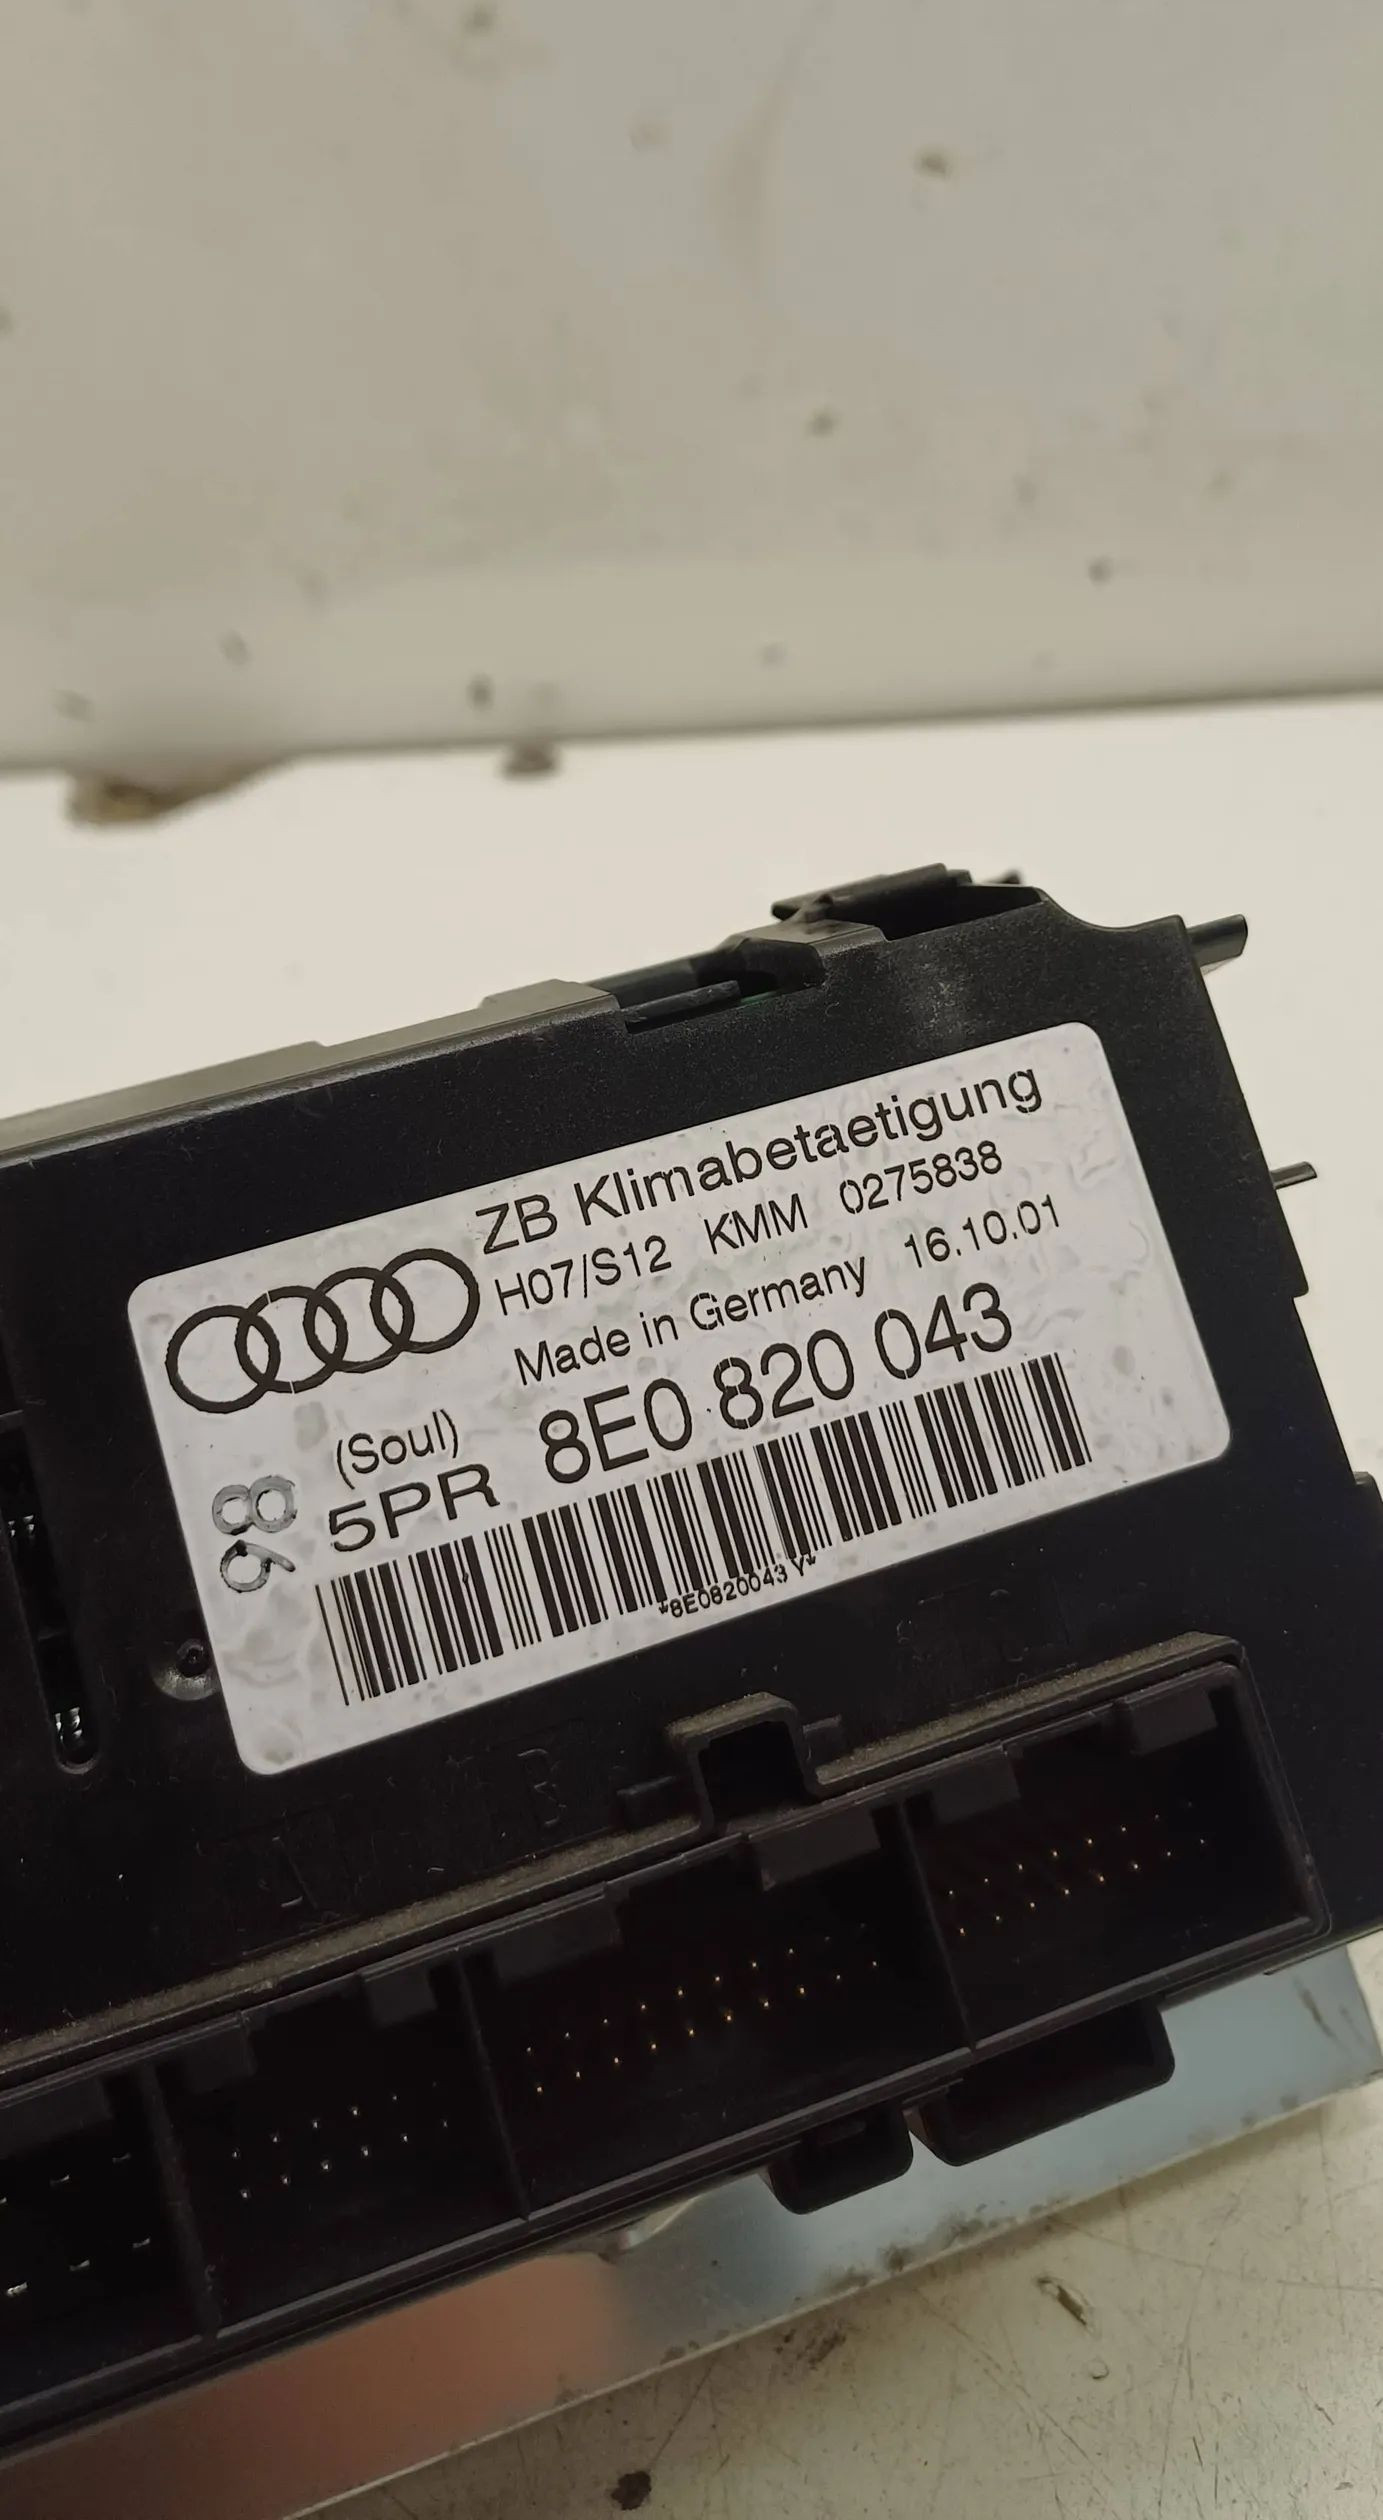 ZB Klimabetaetigung
H07/S12 KMM 0275838
Made in Germany 16.10.01
(Soul)
5PR 8E0 820 043
98
*8E0820043 Y*